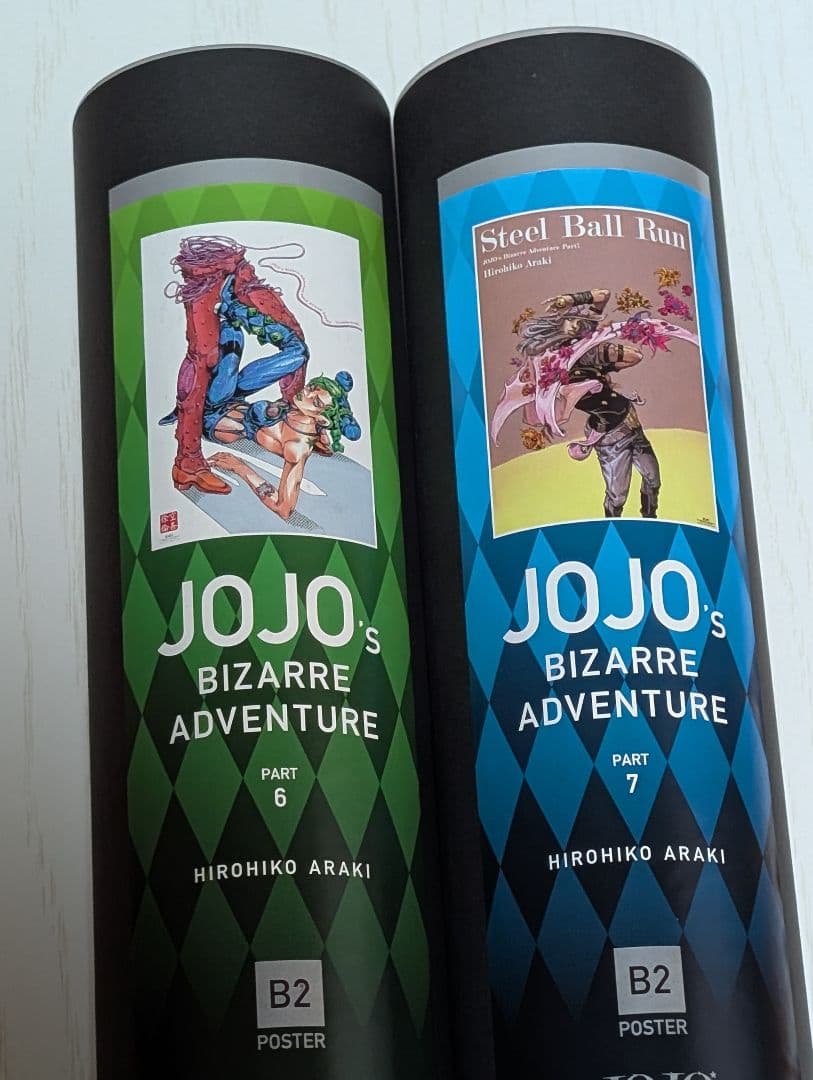 JOJO's
BIZARRE
ADVENTURE
PART
6
HIROHIKO ARAKI
B2
POSTER
Steel Ball Run
JOJO's Bizarre Adventure Part7
Hirohiko Araki
JOJO's
BIZARRE
ADVENTURE
PART
7
HIROHIKO ARAKI
B2
POSTER